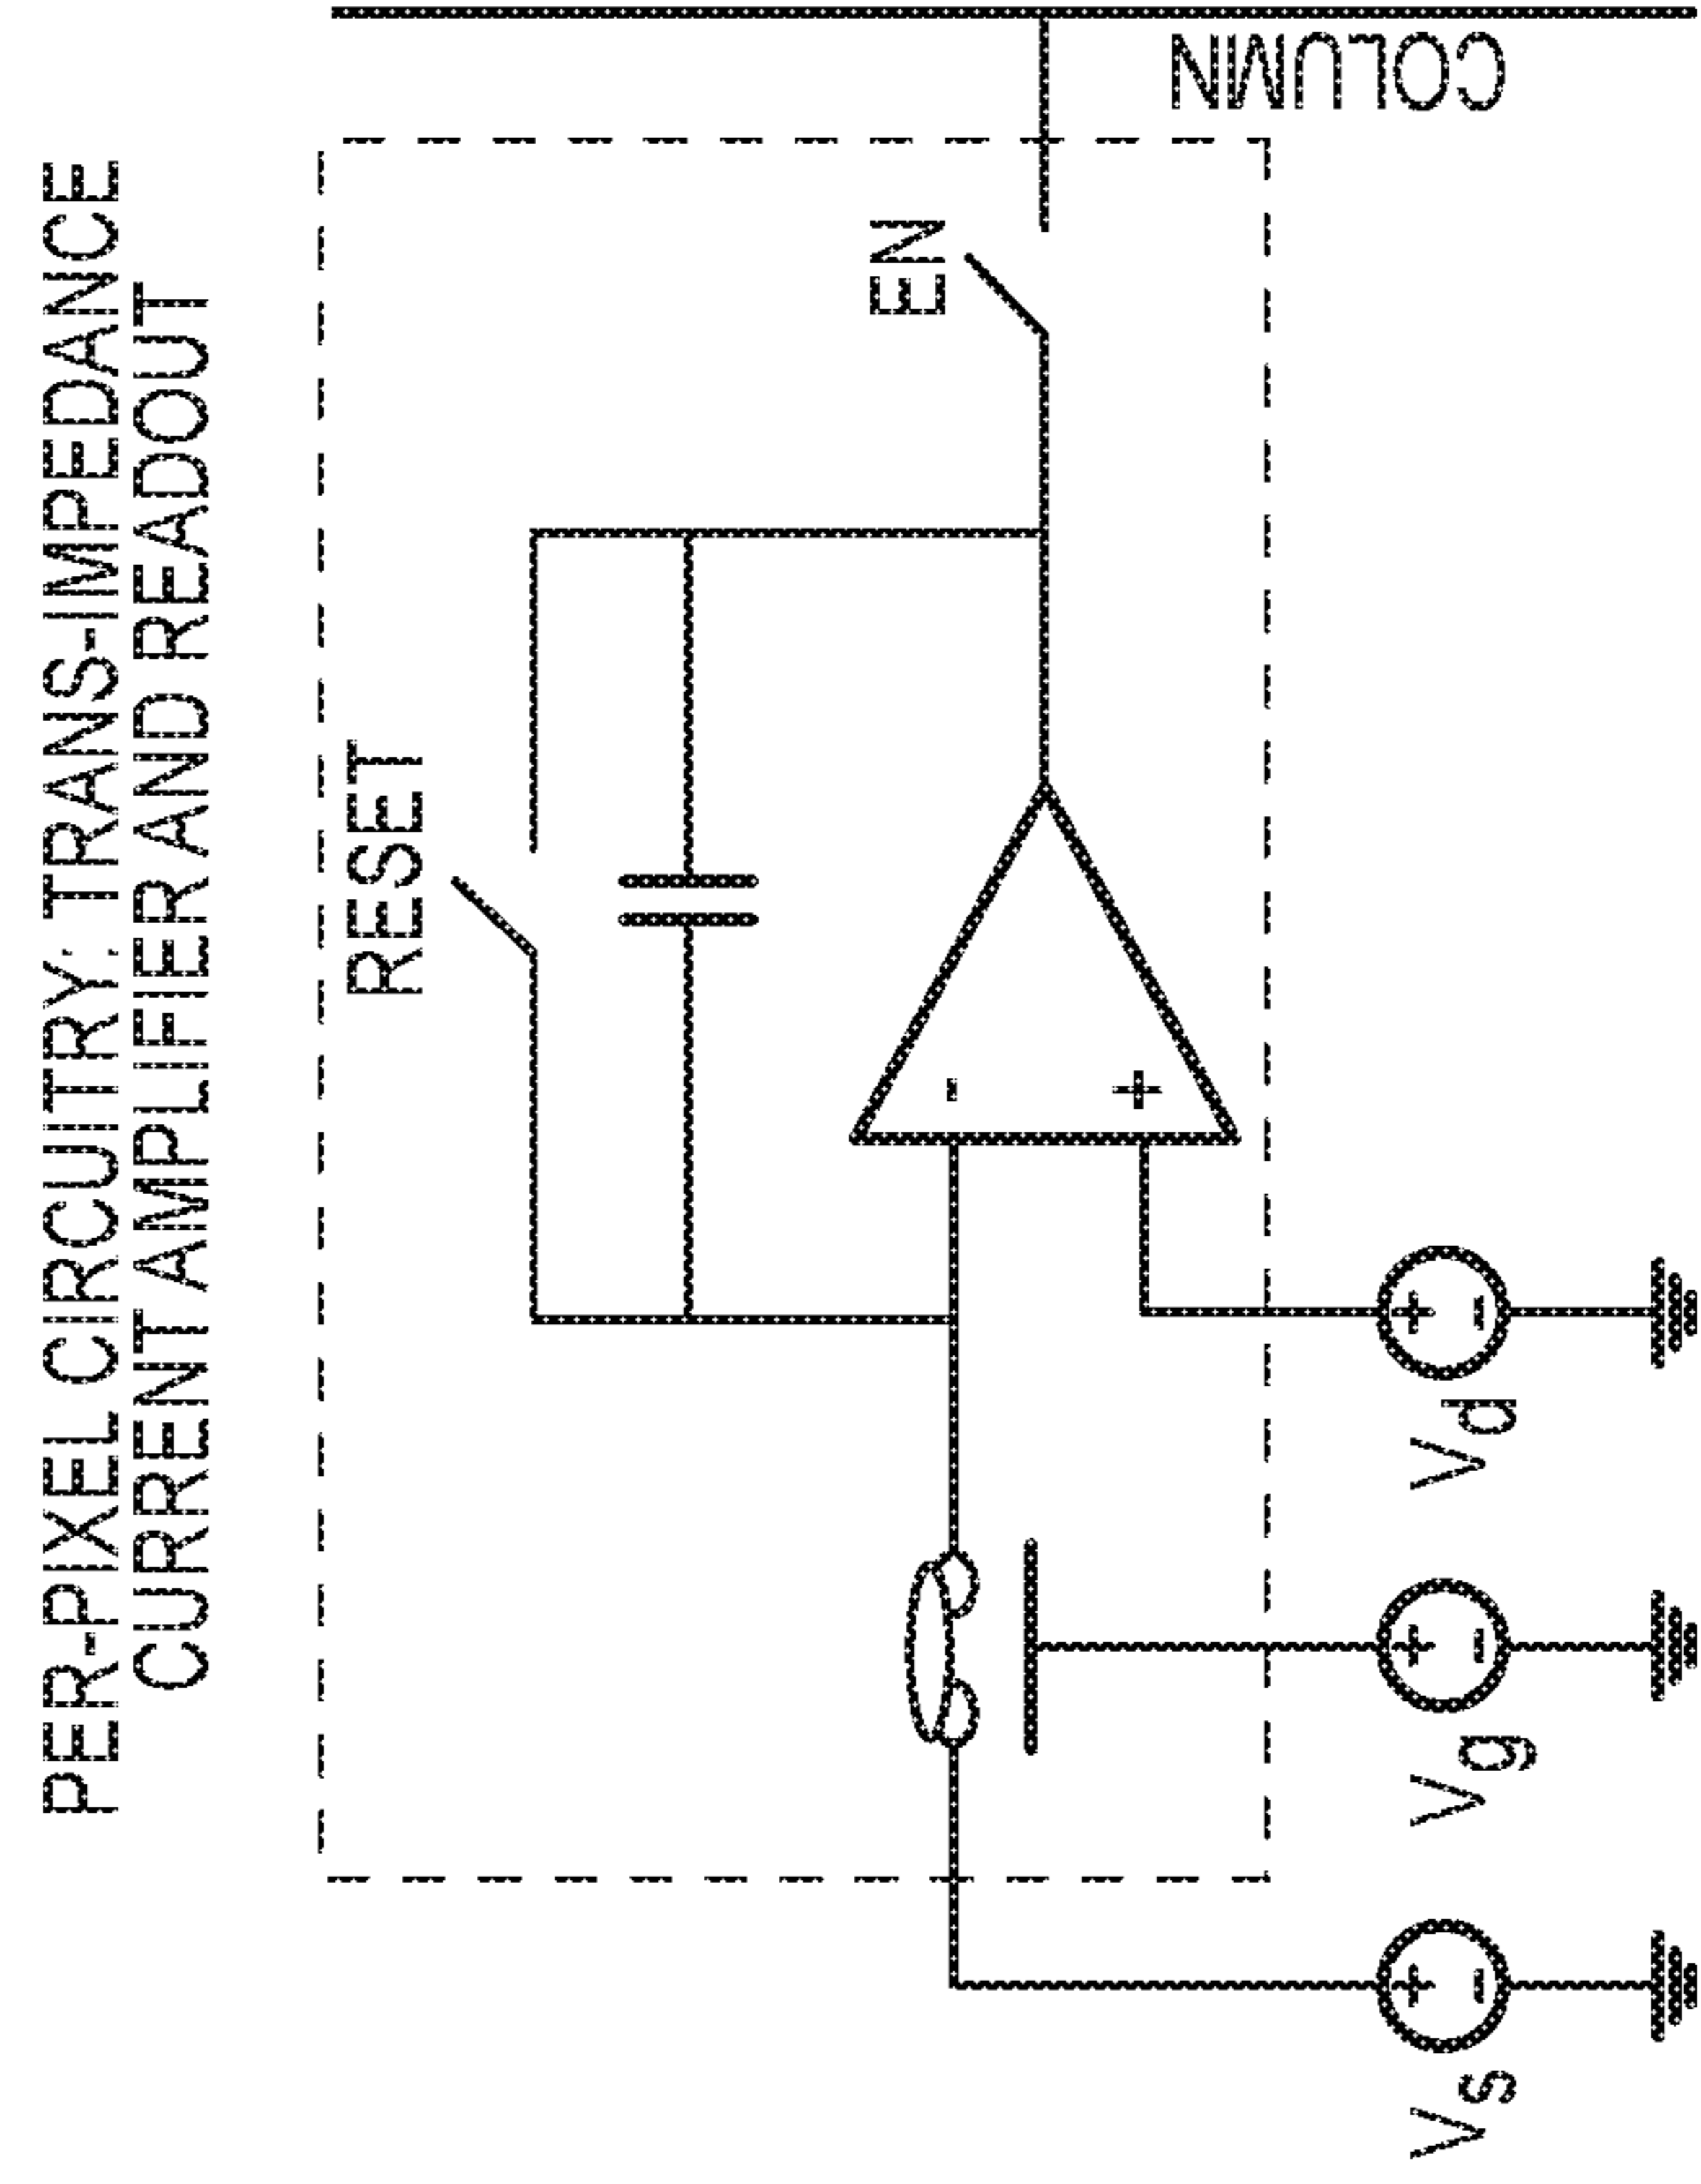 PER-PIXEL CIRCUITRY: TRANS-IMPEDANCE
CURRENT AMPLIFIER AND READOUT
RESET
EN
COLUMN
-
+
+
-
Vs
+
-
Vg
+
-
Vd